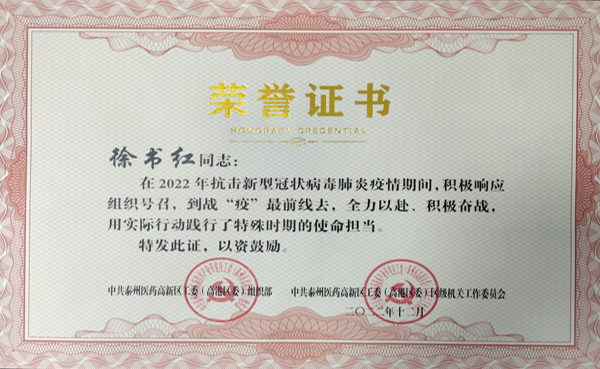 荣誉证书
HONORARY CREDENTIAL
徐书红同志：
在2022年抗击新型冠状病毒肺炎疫情期间，积极响应
组织号召，到战“疫”最前线去，全力以赴、积极奋战，
用实际行动践行了特殊时期的使命担当。
特发此证，以资鼓励。
中共泰州医药高新区工委（高港区委）组织部
中共泰州医药高新区工委（高港区委）区级机关工作委员会
二〇二二年十二月